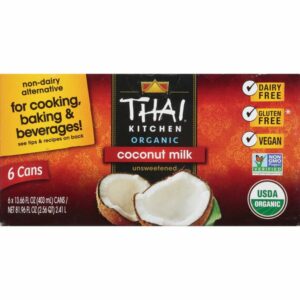 non-dairy
alternative
for cooking,
baking &
beverages!
see tips & recipes on back
6 Cans
6 x 13.66 FL OZ (403 mL) CANS /
NET 81.96 FL OZ (2.56 QT) 2.41 L
THAI
KITCHEN
ORGANIC
coconut milk
unsweetened
DAIRY
FREE
GLUTEN
FREE
VEGAN
NON
GMO
VERIFIED
USDA
ORGANIC